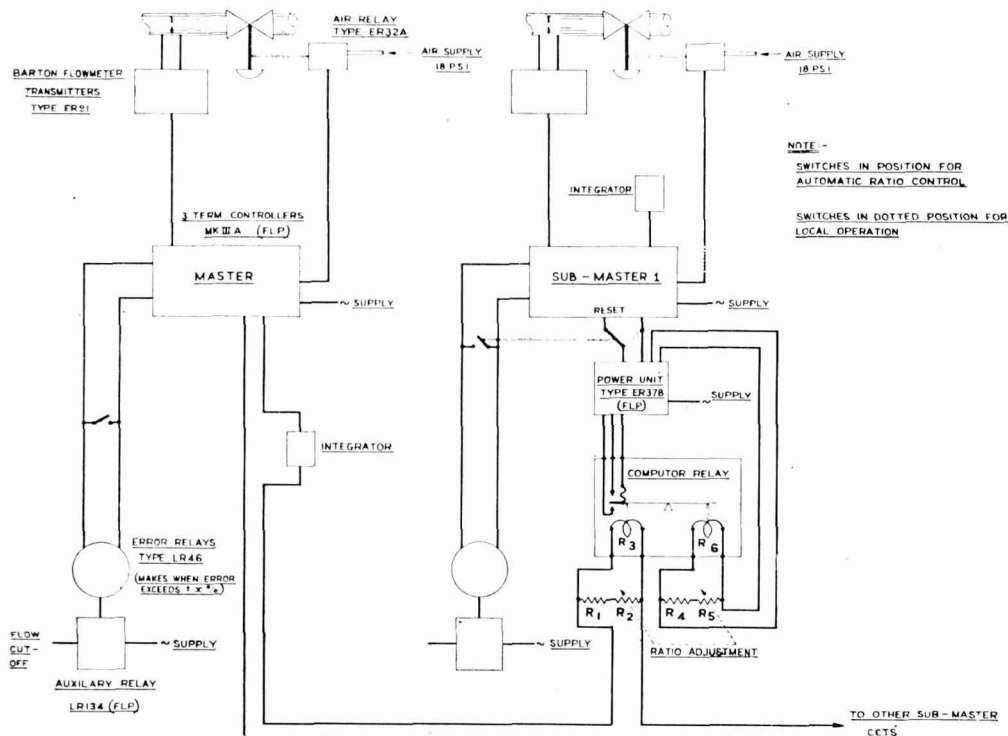 AIR RELAY
TYPE ER32A
AIR SUPPLY
18 PSI
AIR SUPPLY
18 PSI
BARTON FLOWMETER
TRANSMITTERS
TYPE ER21
NOTE:-
SWITCHES IN POSITION FOR
AUTOMATIC RATIO CONTROL
SWITCHES IN DOTTED POSITION FOR
LOCAL OPERATION
INTEGRATOR
3 TERM CONTROLLERS
MK III A (FLP)
MASTER
~ SUPPLY
SUB - MASTER 1
RESET
~ SUPPLY
POWER UNIT
TYPE ER37B
(FLP)
~ SUPPLY
INTEGRATOR
COMPUTOR RELAY
R3
R6
ERROR RELAYS
TYPE LR46
(MAKES WHEN ERROR
EXCEEDS ± X %)
R1
R2
R4
R5
RATIO ADJUSTMENT
FLOW
CUT-
OFF
~ SUPPLY
~ SUPPLY
AUXILARY RELAY
LR134 (FLP)
TO OTHER SUB-MASTER
CCTS